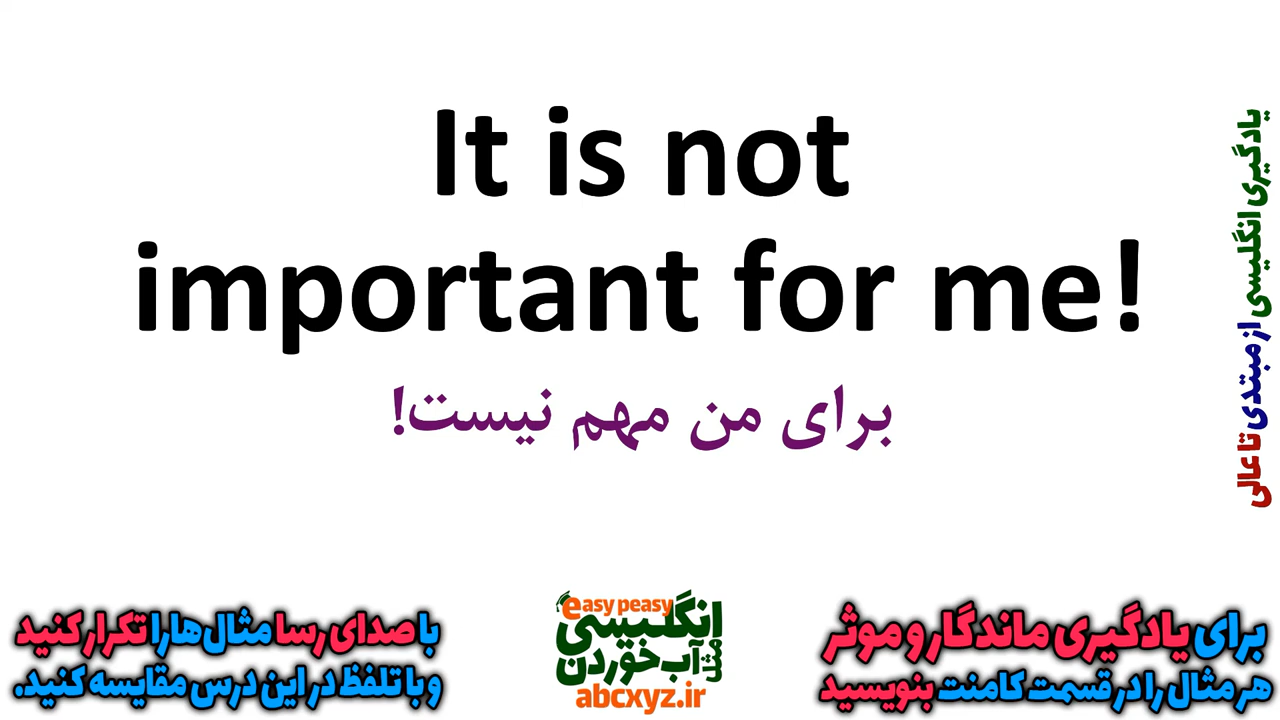 It is not
important for me!
برای من مهم نیست!
یادگیری انگلیسی از مبتدی تا عالی
با صدای رسا مثال‌ها را تکرار کنید
و با تلفظ در این درس مقایسه کنید.
easy peasy
انگلیسی
مثل آب خوردن
abcxyz.ir
برای یادگیری ماندگار و موثر
هر مثال را در قسمت کامنت بنویسید